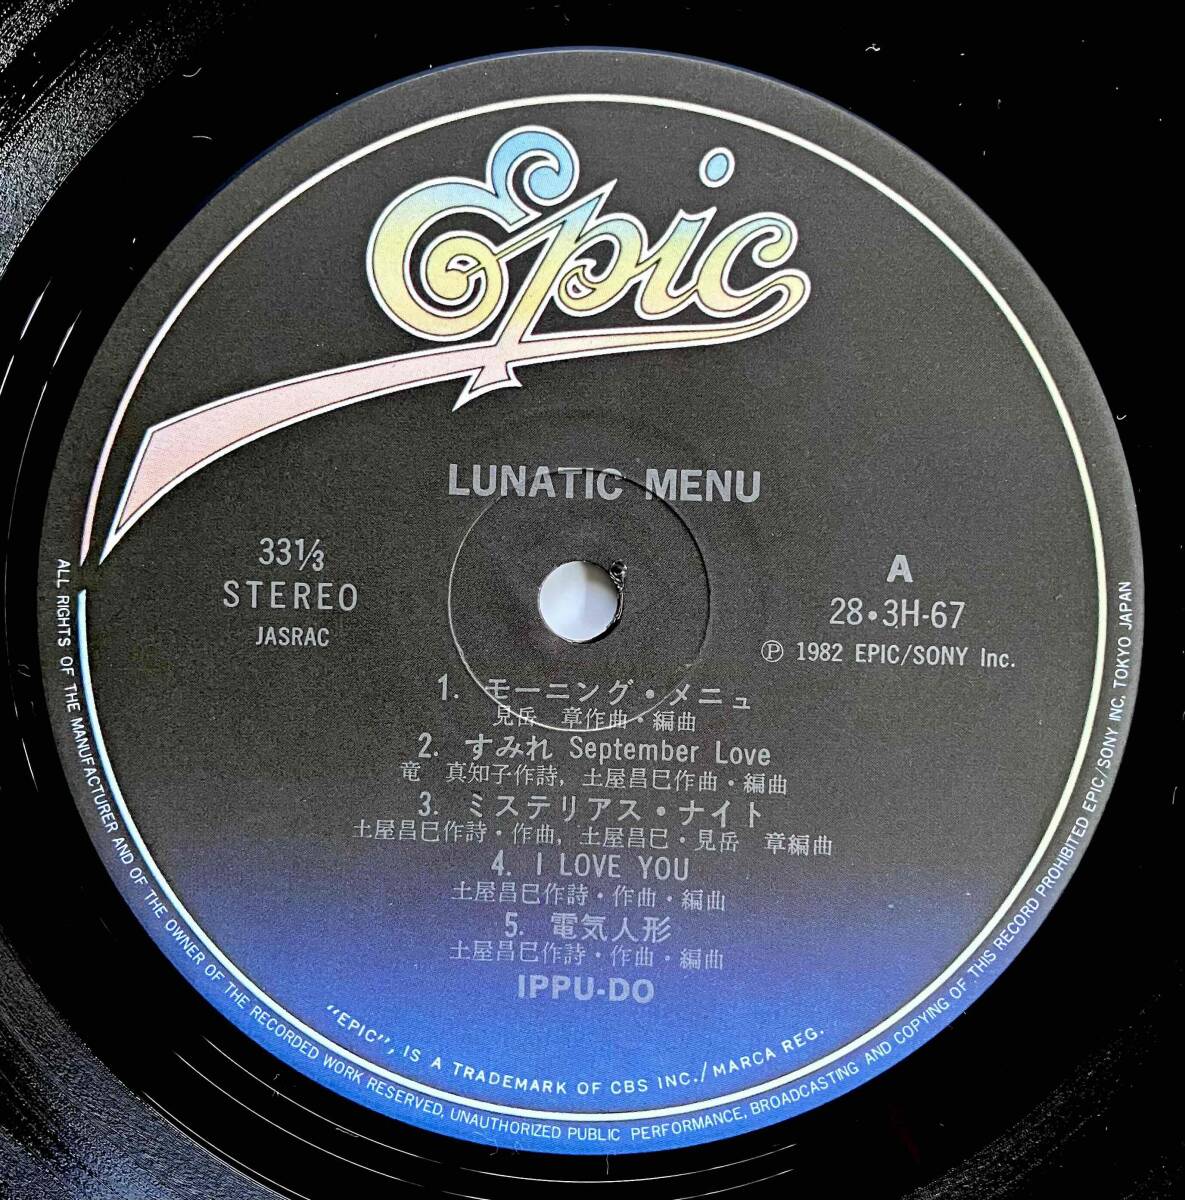 Epic
LUNATIC MENU
33⅓
STEREO
JASRAC
A
28・3H-67
Ⓟ 1982 EPIC/SONY Inc.
1. モーニング・メニュ
見岳 章作曲・編曲
2. すみれ September Love
竜 真知子作詩, 土屋昌巳作曲・編曲
3. ミステリアス・ナイト
土屋昌巳作詩・作曲, 土屋昌巳・見岳 章編曲
4. I LOVE YOU
土屋昌巳作詩・作曲・編曲
5. 電気人形
土屋昌巳作詩・作曲・編曲
IPPU-DO
"EPIC", IS A TRADEMARK OF CBS INC./MARCA REG.
ALL RIGHTS OF THE MANUFACTURER AND OF THE OWNER OF THE RECORDED WORK RESERVED, UNAUTHORIZED PUBLIC PERFORMANCE, BROADCASTING AND COPYING OF THIS RECORD PROHIBITED EPIC/SONY INC, TOKYO JAPAN